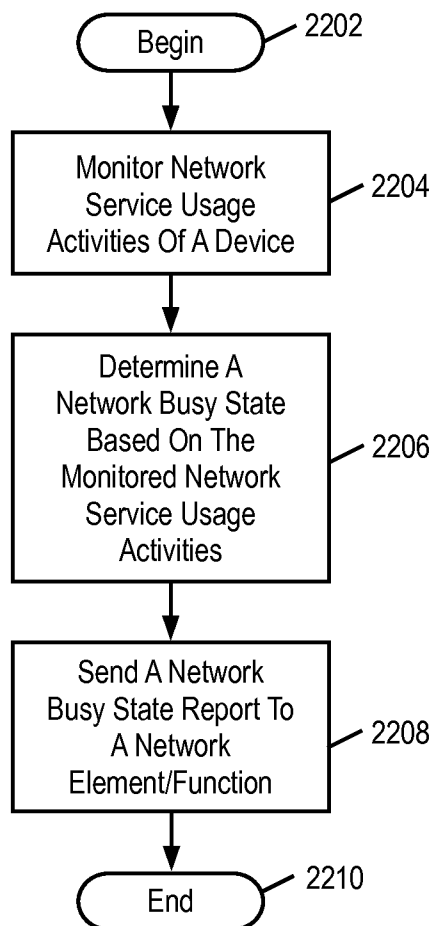 Begin
2202
Monitor Network
Service Usage
Activities Of A Device
2204
Determine A
Network Busy State
Based On The
Monitored Network
Service Usage
Activities
2206
Send A Network
Busy State Report To
A Network
Element/Function
2208
End
2210